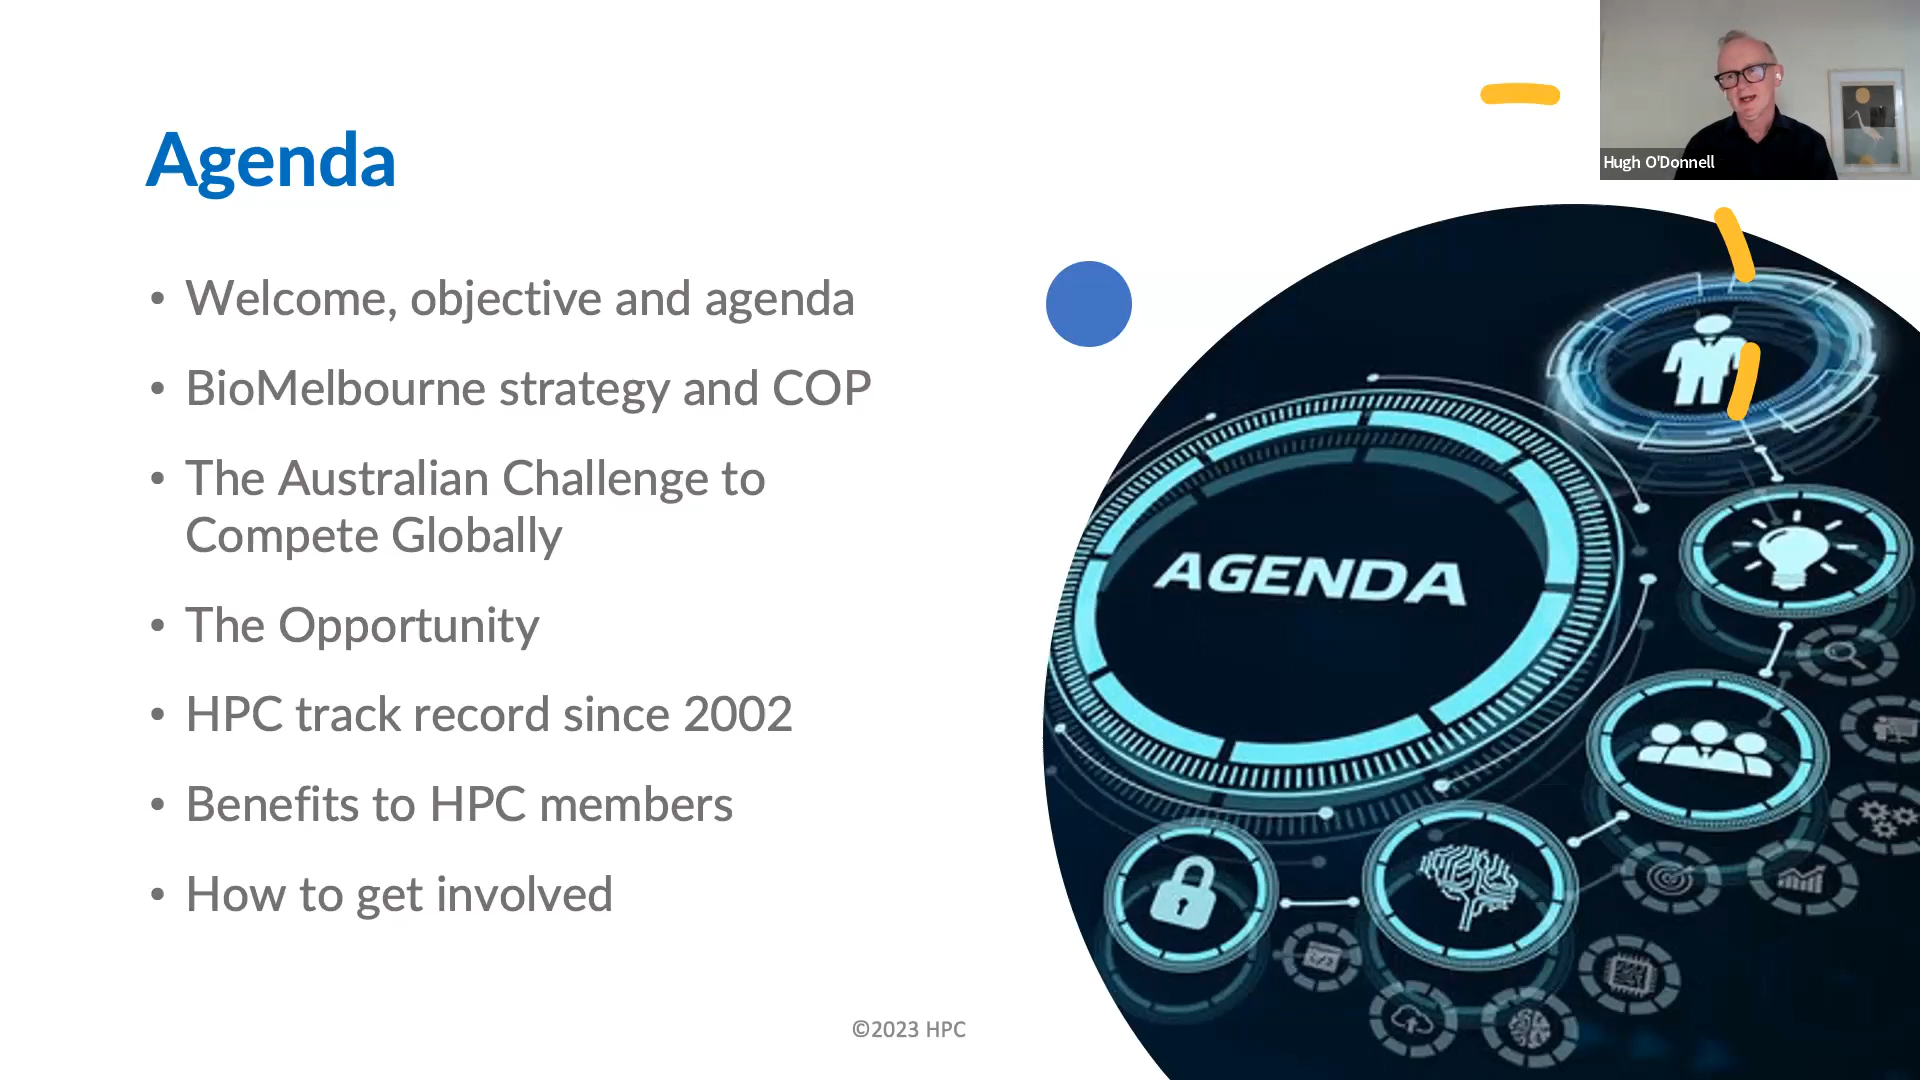 Agenda
• Welcome, objective and agenda
• BioMelbourne strategy and COP
• The Australian Challenge to
Compete Globally
• The Opportunity
• HPC track record since 2002
• Benefits to HPC members
• How to get involved
©2023 HPC
Hugh O'Donnell
AGENDA